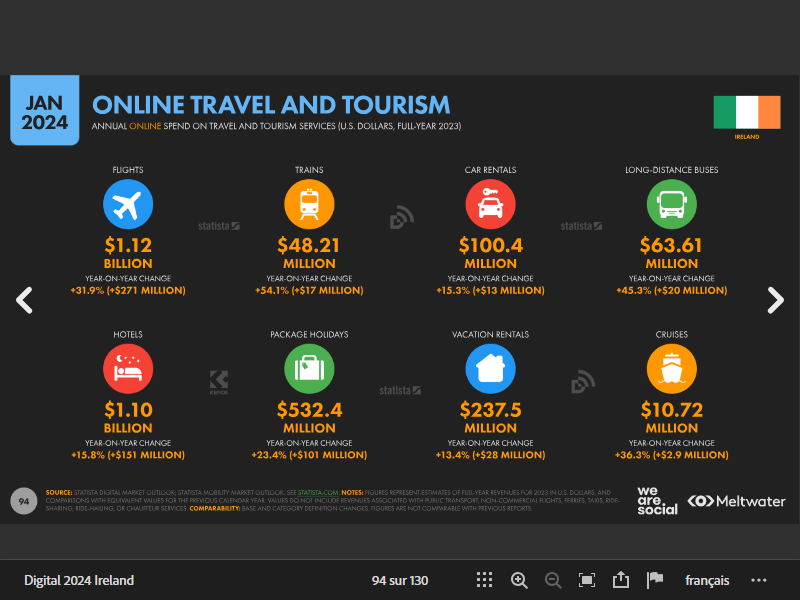 JAN
2024
ONLINE TRAVEL AND TOURISM
ANNUAL ONLINE SPEND ON TRAVEL AND TOURISM SERVICES (U.S. DOLLARS, FULL-YEAR 2023)
IRELAND
FLIGHTS
$1.12
BILLION
YEAR-ON-YEAR CHANGE
+31.9% (+$271 MILLION)
statista
TRAINS
$48.21
MILLION
YEAR-ON-YEAR CHANGE
+54.1% (+$17 MILLION)
CAR RENTALS
$100.4
MILLION
YEAR-ON-YEAR CHANGE
+15.3% (+$13 MILLION)
statista
LONG-DISTANCE BUSES
$63.61
MILLION
YEAR-ON-YEAR CHANGE
+45.3% (+$20 MILLION)
HOTELS
$1.10
BILLION
YEAR-ON-YEAR CHANGE
+15.8% (+$151 MILLION)
KEPIOS
PACKAGE HOLIDAYS
$532.4
MILLION
YEAR-ON-YEAR CHANGE
+23.4% (+$101 MILLION)
statista
VACATION RENTALS
$237.5
MILLION
YEAR-ON-YEAR CHANGE
+13.4% (+$28 MILLION)
CRUISES
$10.72
MILLION
YEAR-ON-YEAR CHANGE
+36.3% (+$2.9 MILLION)
94
SOURCE: STATISTA DIGITAL MARKET OUTLOOK; STATISTA MOBILITY MARKET OUTLOOK. SEE STATISTA.COM. NOTES: FIGURES REPRESENT ESTIMATES OF FULL-YEAR REVENUES FOR 2023 IN U.S. DOLLARS, AND
COMPARISONS WITH EQUIVALENT VALUES FOR THE PREVIOUS CALENDAR YEAR. VALUES DO NOT INCLUDE REVENUES ASSOCIATED WITH PUBLIC TRANSPORT, NON-COMMERCIAL FLIGHTS, FERRIES, TAXIS, RIDE-
SHARING, RIDE-HAILING, OR CHAUFFEUR SERVICES. COMPARABILITY: BASE AND CATEGORY DEFINITION CHANGES. FIGURES ARE NOT COMPARABLE WITH PREVIOUS REPORTS.
we
are.
social
Meltwater
Digital 2024 Ireland
94 sur 130
français